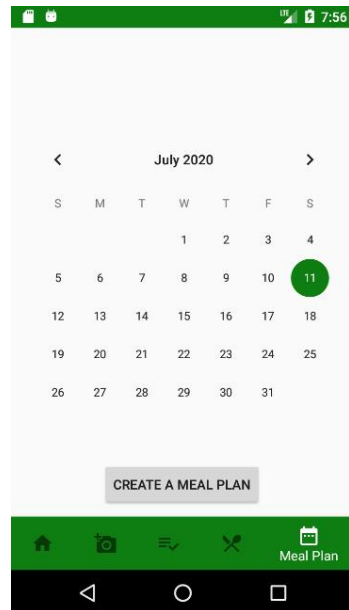 LTE 7:56
July 2020
S M T W T F S
1 2 3 4
5 6 7 8 9 10 11
12 13 14 15 16 17 18
19 20 21 22 23 24 25
26 27 28 29 30 31
CREATE A MEAL PLAN
Meal Plan